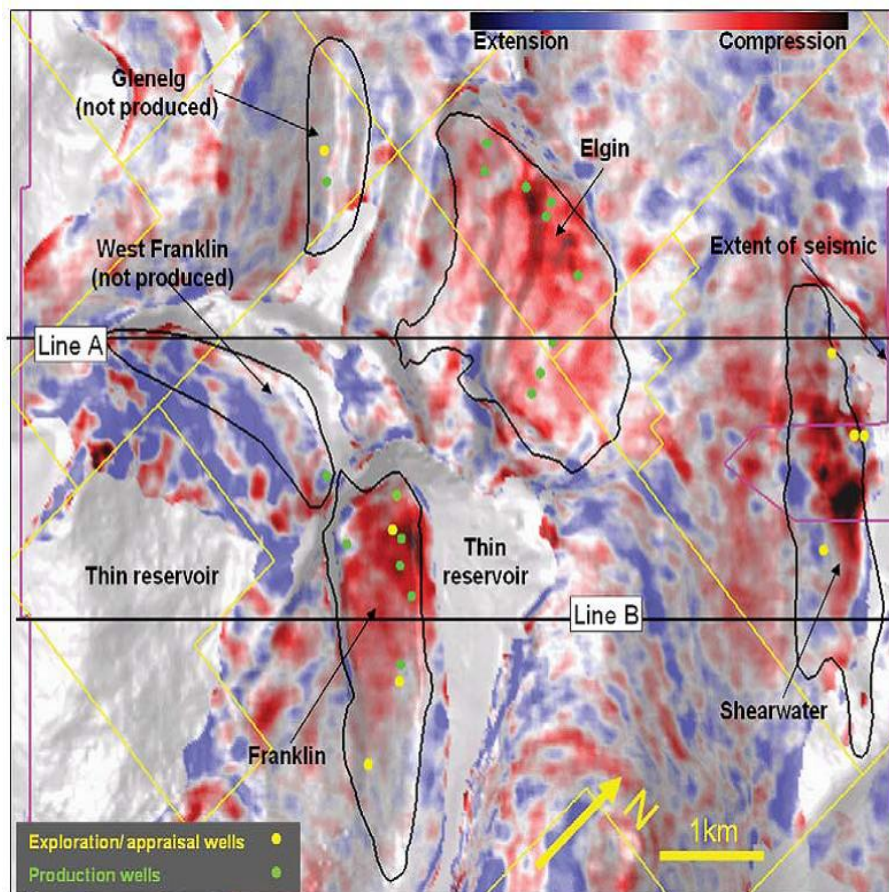 Extension
Compression
Glenelg
(not produced)
Elgin
West Franklin
(not produced)
Extent of seismic
Line A
Thin reservoir
Thin
reservoir
Line B
Shearwater
Franklin
N
1km
Exploration/appraisal wells
Production wells